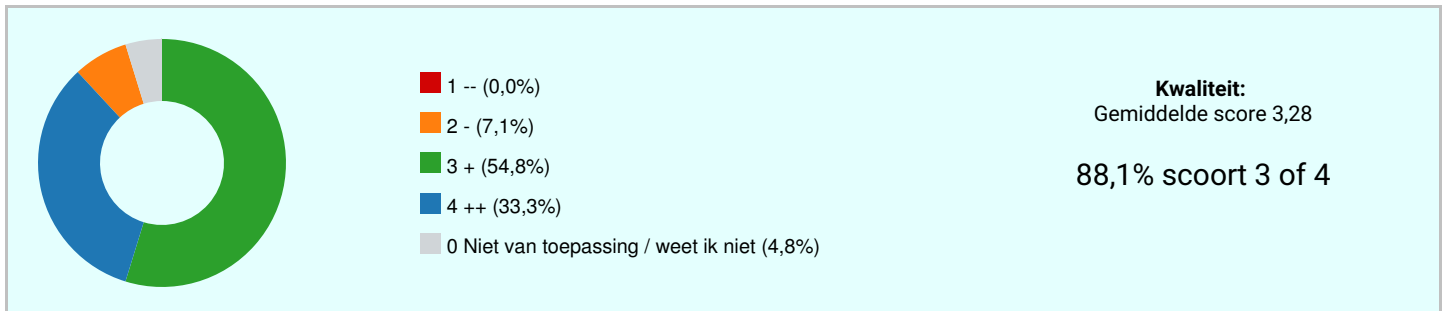 1 -- (0,0%)
2 - (7,1%)
3 + (54,8%)
4 ++ (33,3%)
0 Niet van toepassing / weet ik niet (4,8%)
Kwaliteit:
Gemiddelde score 3,28
88,1% scoort 3 of 4